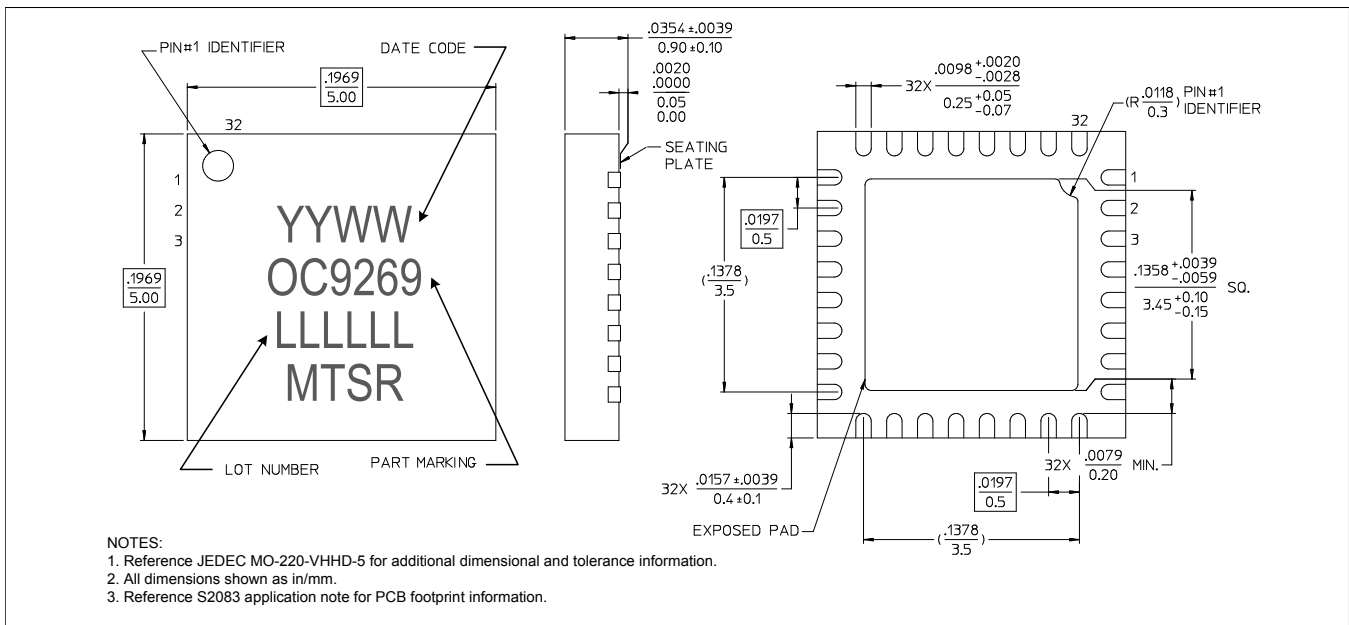 PIN#1 IDENTIFIER
DATE CODE
.1969
5.00
32
1
2
3
.1969
5.00
YYWW
OC9269
LLLLLL
MTSR
LOT NUMBER
PART MARKING
.0354 ±.0039
0.90 ±0.10
.0020
.0000
0.05
0.00
SEATING
PLATE
32X .0098 +.0020
-.0028
0.25 +0.05
-0.07
(R .0118
0.3 ) PIN#1
IDENTIFIER
32
1
2
3
.0197
0.5
( .1378
3.5 )
.1358 +.0039
-.0059
3.45 +0.10
-0.15 SQ.
32X .0157 ±.0039
0.4 ±0.1
EXPOSED PAD
32X .0079
0.20 MIN.
.0197
0.5
( .1378
3.5 )
NOTES:
1. Reference JEDEC MO-220-VHHD-5 for additional dimensional and tolerance information.
2. All dimensions shown as in/mm.
3. Reference S2083 application note for PCB footprint information.